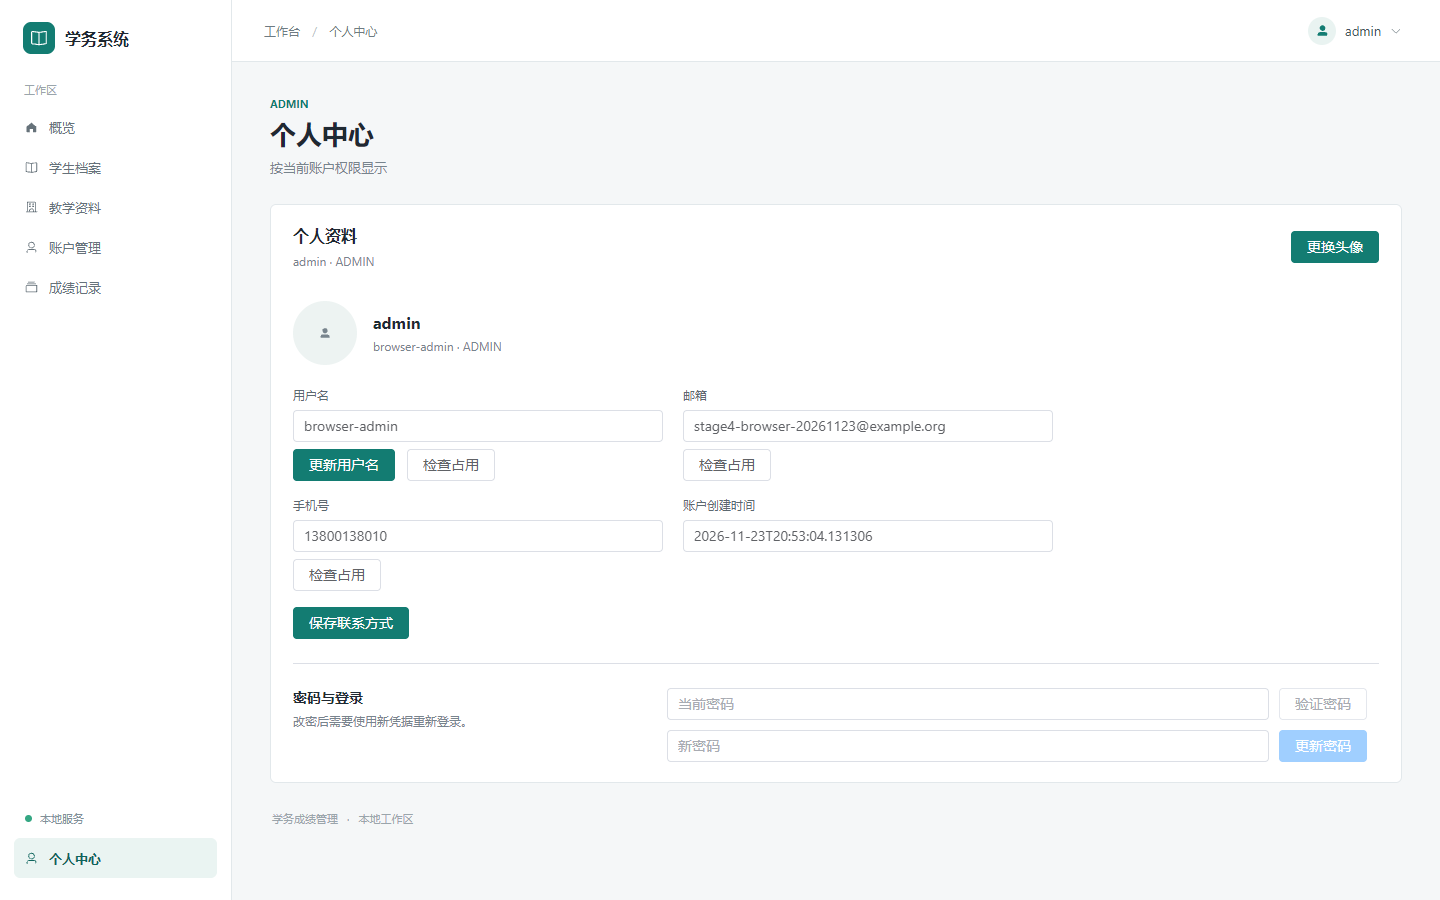 学务系统
工作区
概览
学生档案
教学资料
账户管理
成绩记录
本地服务
个人中心
工作台 / 个人中心
admin
ADMIN
个人中心
按当前账户权限显示
个人资料
admin · ADMIN
更换头像
admin
browser-admin · ADMIN
用户名
browser-admin
更新用户名 检查占用
邮箱
stage4-browser-20261123@example.org
检查占用
手机号
13800138010
检查占用
账户创建时间
2026-11-23T20:53:04.131306
保存联系方式
密码与登录
改密后需要使用新凭据重新登录。
当前密码 验证密码
新密码 更新密码
学务成绩管理 · 本地工作区